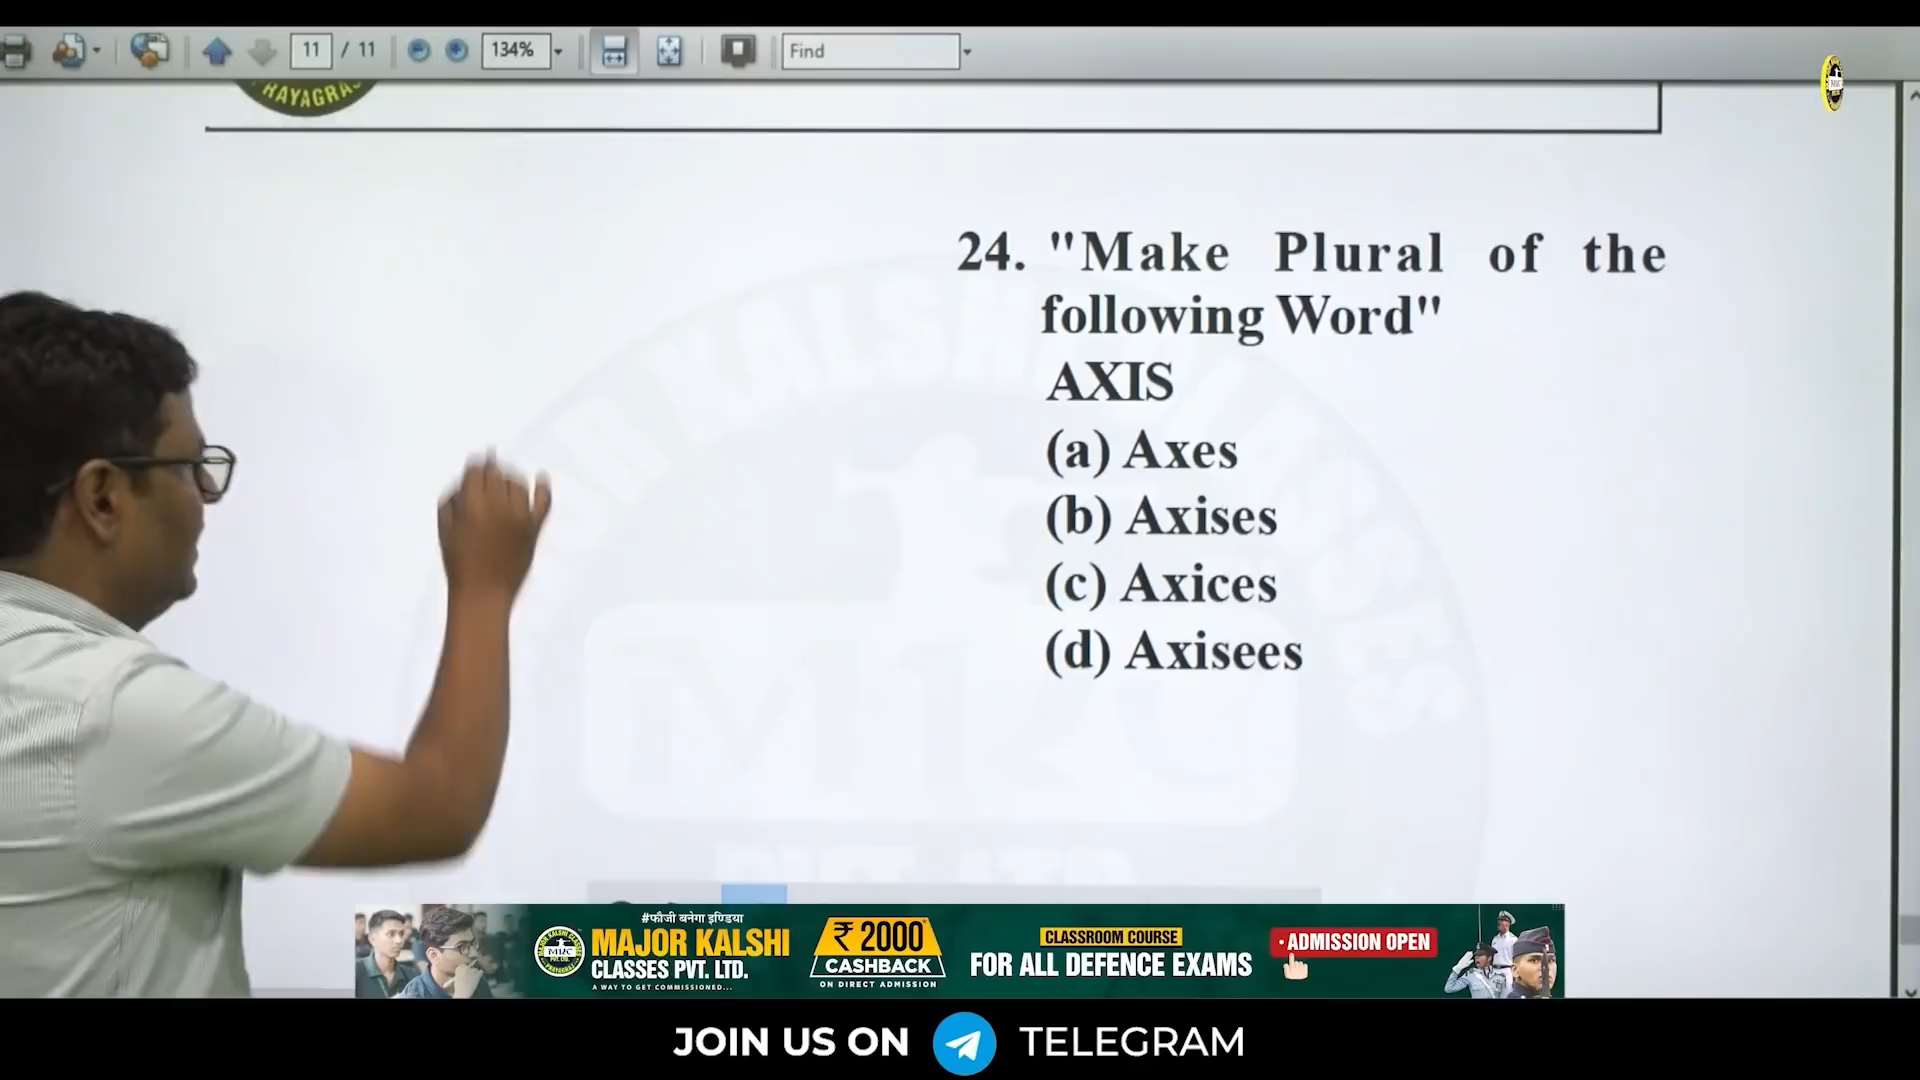 11 / 11
134%
Find
RAYAGRA
24. "Make Plural of the
following Word"
AXIS
(a) Axes
(b) Axises
(c) Axices
(d) Axisees
#फौजी बनेगा इण्डिया
MAJOR KALSHI
CLASSES PVT. LTD.
A WAY TO GET COMMISSIONED...
₹ 2000
CASHBACK
ON DIRECT ADMISSION
CLASSROOM COURSE
FOR ALL DEFENCE EXAMS
• ADMISSION OPEN
JOIN US ON TELEGRAM